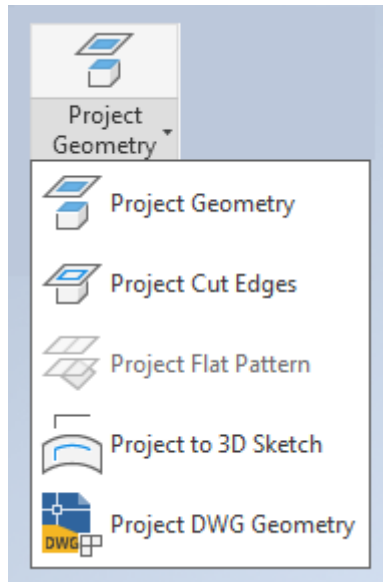 Project
Geometry
Project Geometry
Project Cut Edges
Project Flat Pattern
Project to 3D Sketch
DWG
Project DWG Geometry